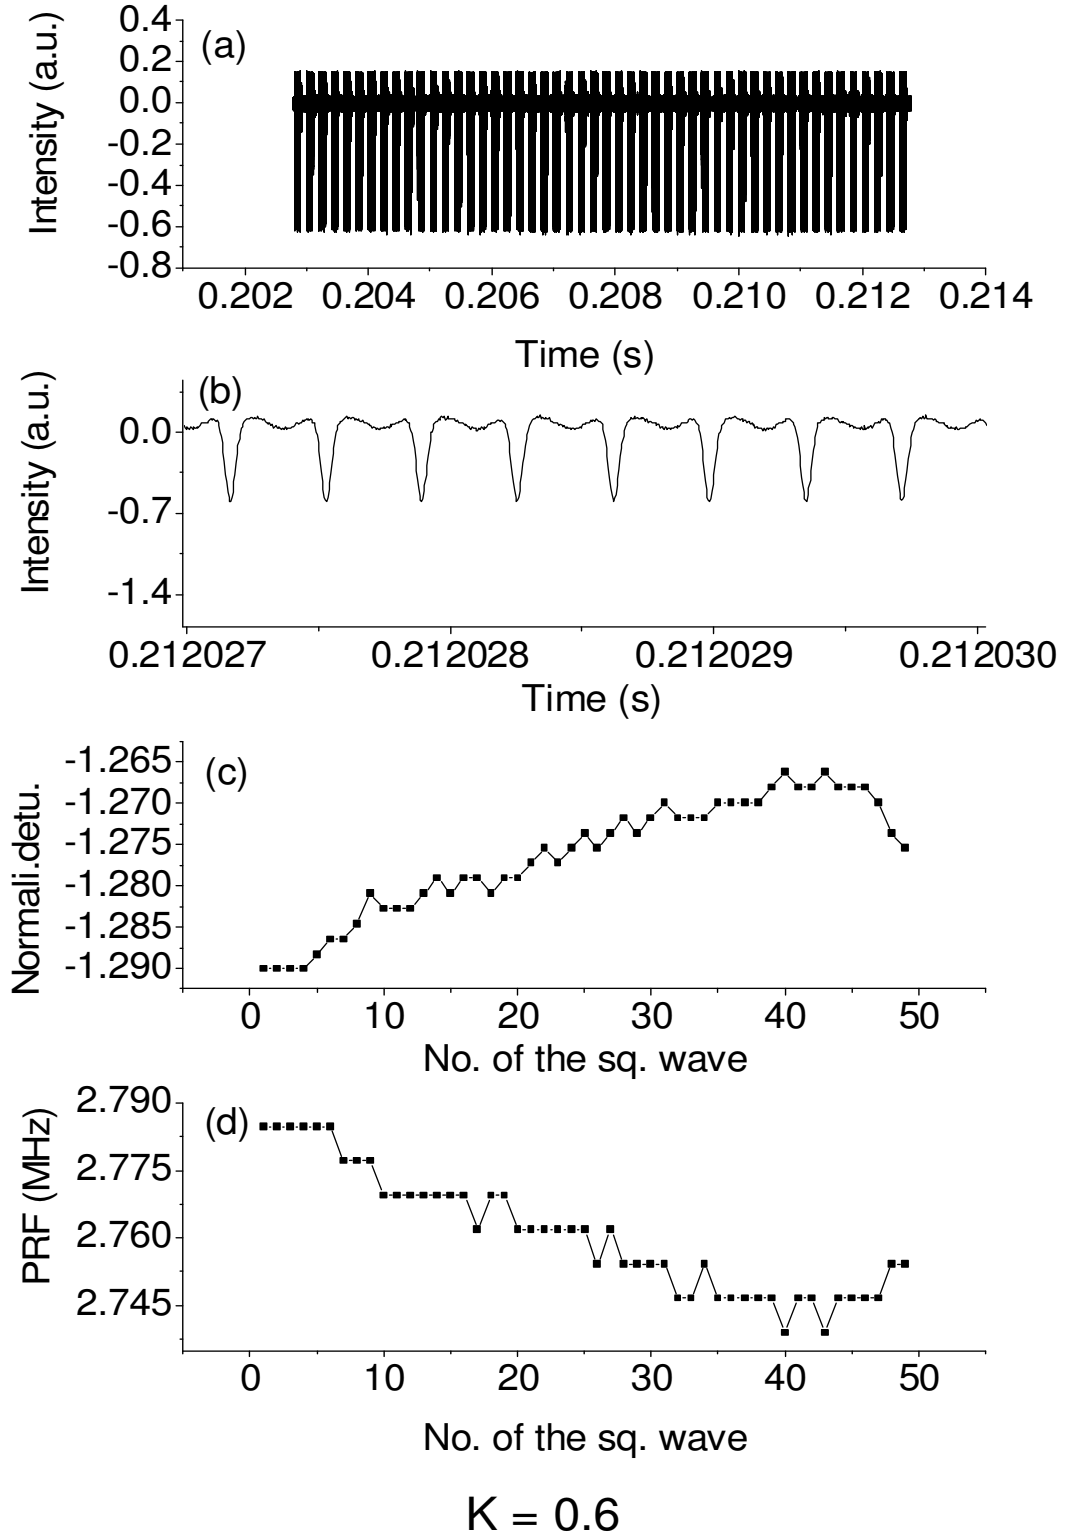 (a)
Intensity (a.u.)
0.4
0.2
0.0
-0.2
-0.4
-0.6
-0.8
0.202 0.204 0.206 0.208 0.210 0.212 0.214
Time (s)
(b)
Intensity (a.u.)
0.0
-0.7
-1.4
0.212027 0.212028 0.212029 0.212030
Time (s)
(c)
Normali.detu.
-1.265
-1.270
-1.275
-1.280
-1.285
-1.290
0 10 20 30 40 50
No. of the sq. wave
(d)
PRF (MHz)
2.790
2.775
2.760
2.745
0 10 20 30 40 50
No. of the sq. wave
K = 0.6